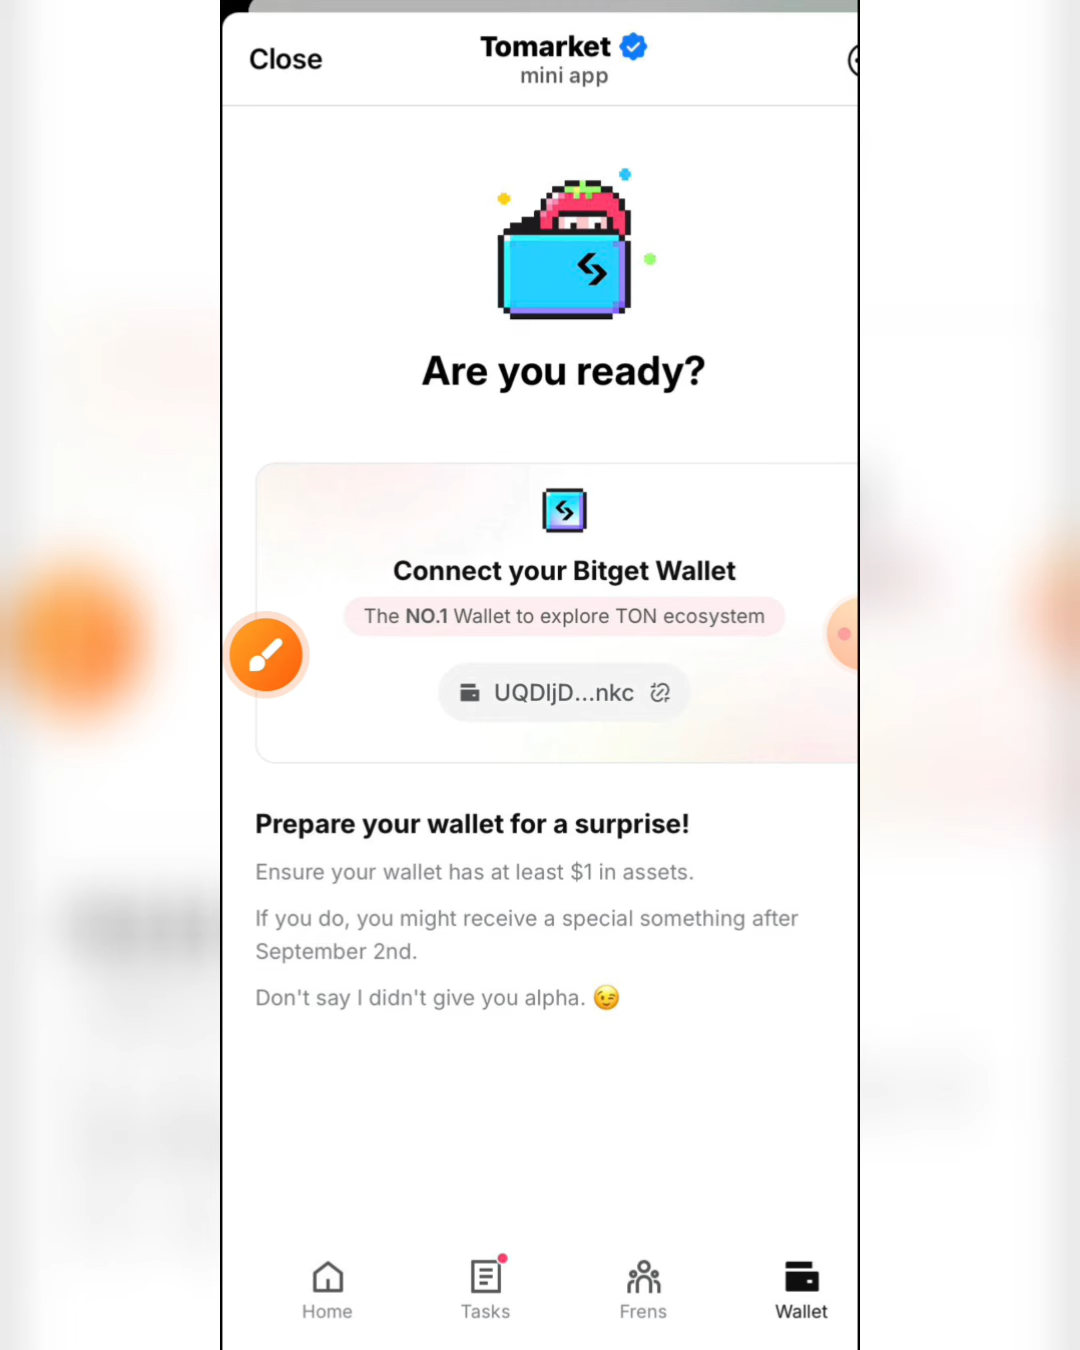 Close
Tomarket
mini app
Are you ready?
Connect your Bitget Wallet
The NO.1 Wallet to explore TON ecosystem
UQDIjD...nkc
Prepare your wallet for a surprise!
Ensure your wallet has at least $1 in assets.
If you do, you might receive a special something after
September 2nd.
Don't say I didn't give you alpha. 😉
Home
Tasks
Frens
Wallet